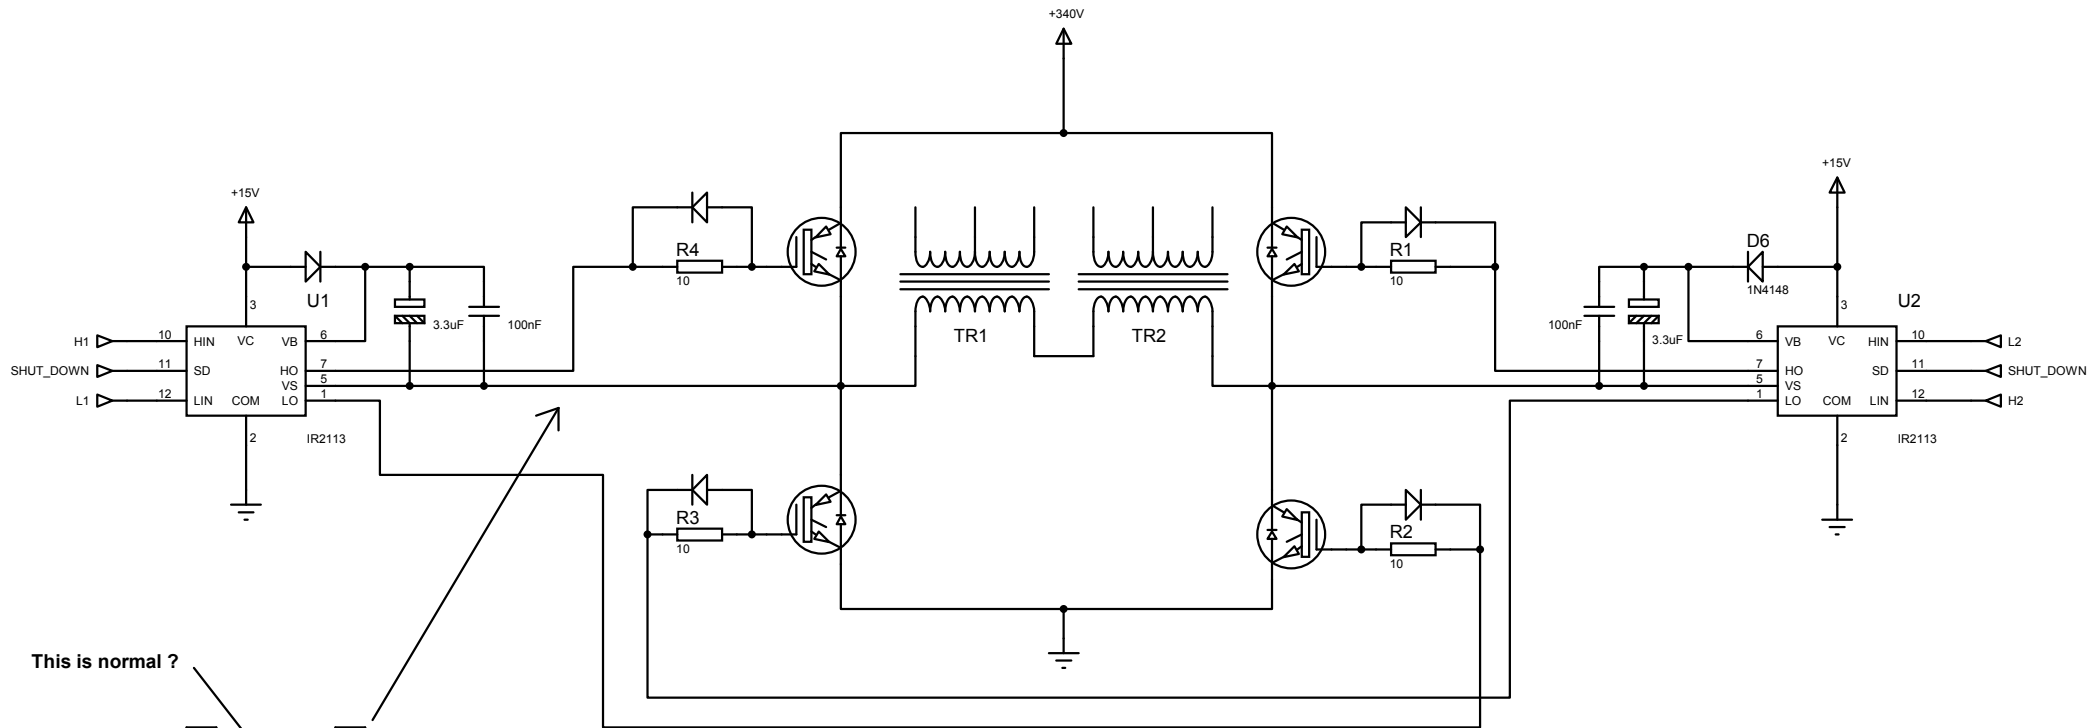 +340V
+15V
U1
3
3.3uF
100nF
H1
10
HIN
VC
VB
6
SHUT_DOWN
11
SD
HO
7
VS
5
L1
12
LIN
COM
LO
1
2
IR2113
R4
10
TR1
TR2
R1
10
+15V
D6
1N4148
3
U2
100nF
3.3uF
6
VB
VC
HIN
10
L2
7
HO
SD
11
SHUT_DOWN
5
VS
1
LO
COM
LIN
12
H2
2
IR2113
R3
10
R2
10
This is normal ?